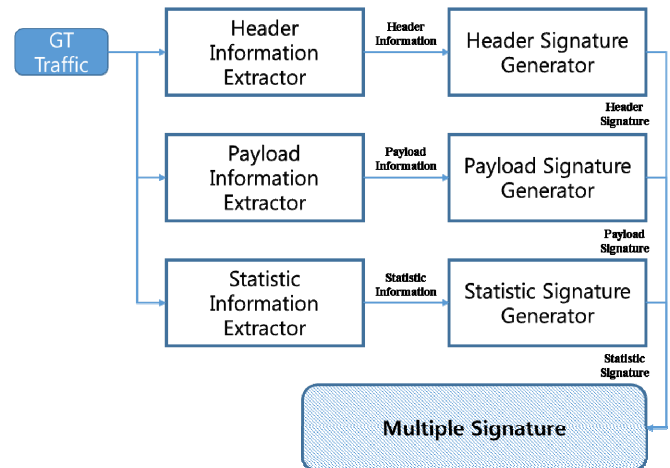 GT
Traffic
Header
Information
Extractor
Header
Information
Header Signature
Generator
Header
Signature
Payload
Information
Extractor
Payload
Information
Payload Signature
Generator
Payload
Signature
Statistic
Information
Extractor
Statistic
Information
Statistic Signature
Generator
Statistic
Signature
Multiple Signature